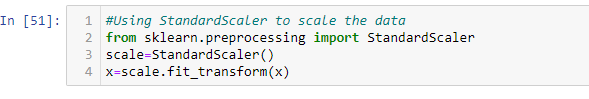 In [51]:
1 #Using StandardScaler to scale the data
2 from sklearn.preprocessing import StandardScaler
3 scale=StandardScaler()
4 x=scale.fit_transform(x)